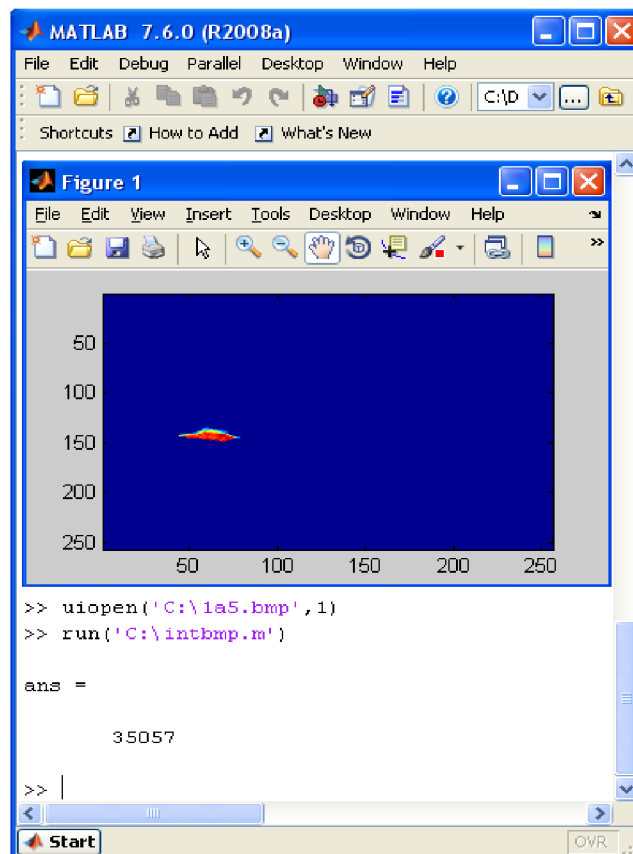 MATLAB 7.6.0 (R2008a)
File Edit Debug Parallel Desktop Window Help
C:\D ...
Shortcuts How to Add What's New
Figure 1
File Edit View Insert Tools Desktop Window Help
50
100
150
200
250
50 100 150 200 250
>> uiopen('C:\1a5.bmp',1)
>> run('C:\intbmp.m')
ans =
35057
>>
Start OVR